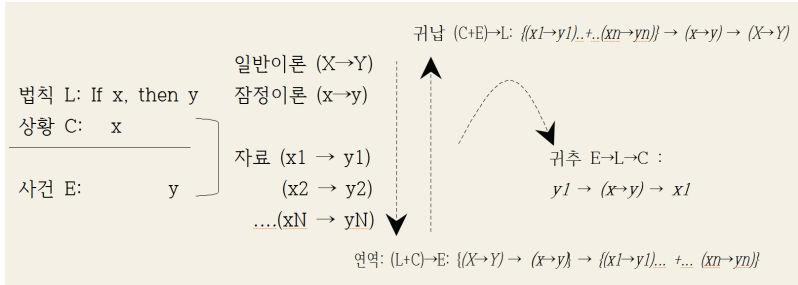 귀납 (C+E)→L: {(x1→y1)..+..(xn→yn)} → (x→y) → (X→Y)
일반이론 (X→Y)
법칙 L: If x, then y
잠정이론 (x→y)
상황 C: x
자료 (x1 → y1)
귀추 E→L→C :
사건 E: y
(x2 → y2)
y1 → (x→y) → x1
....(xN → yN)
연역: (L+C)→E: {(X→Y) → (x→y)} → {(x1→y1)... +... (xn→yn)}